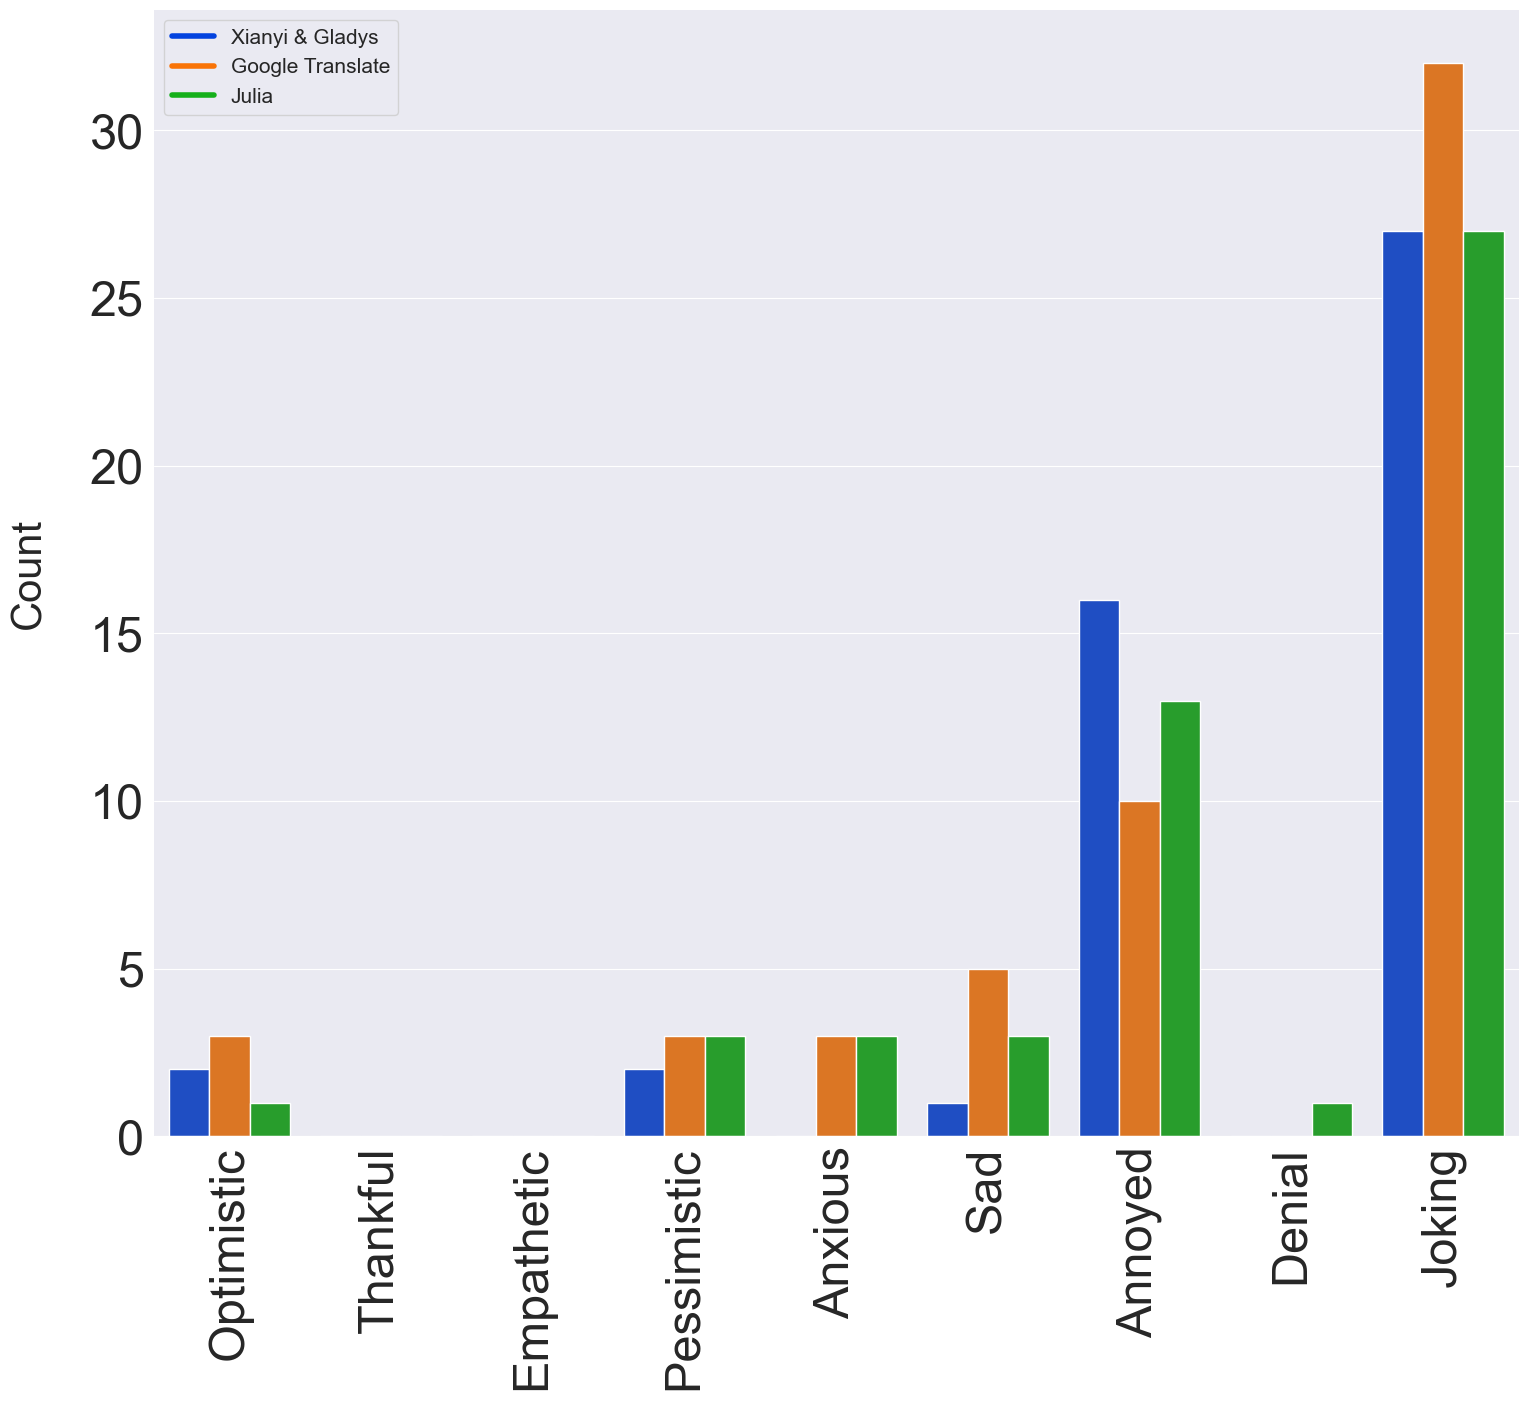 Xianyi & Gladys
Google Translate
Julia
Count
30
25
20
15
10
5
0
Optimistic
Thankful
Empathetic
Pessimistic
Anxious
Sad
Annoyed
Denial
Joking